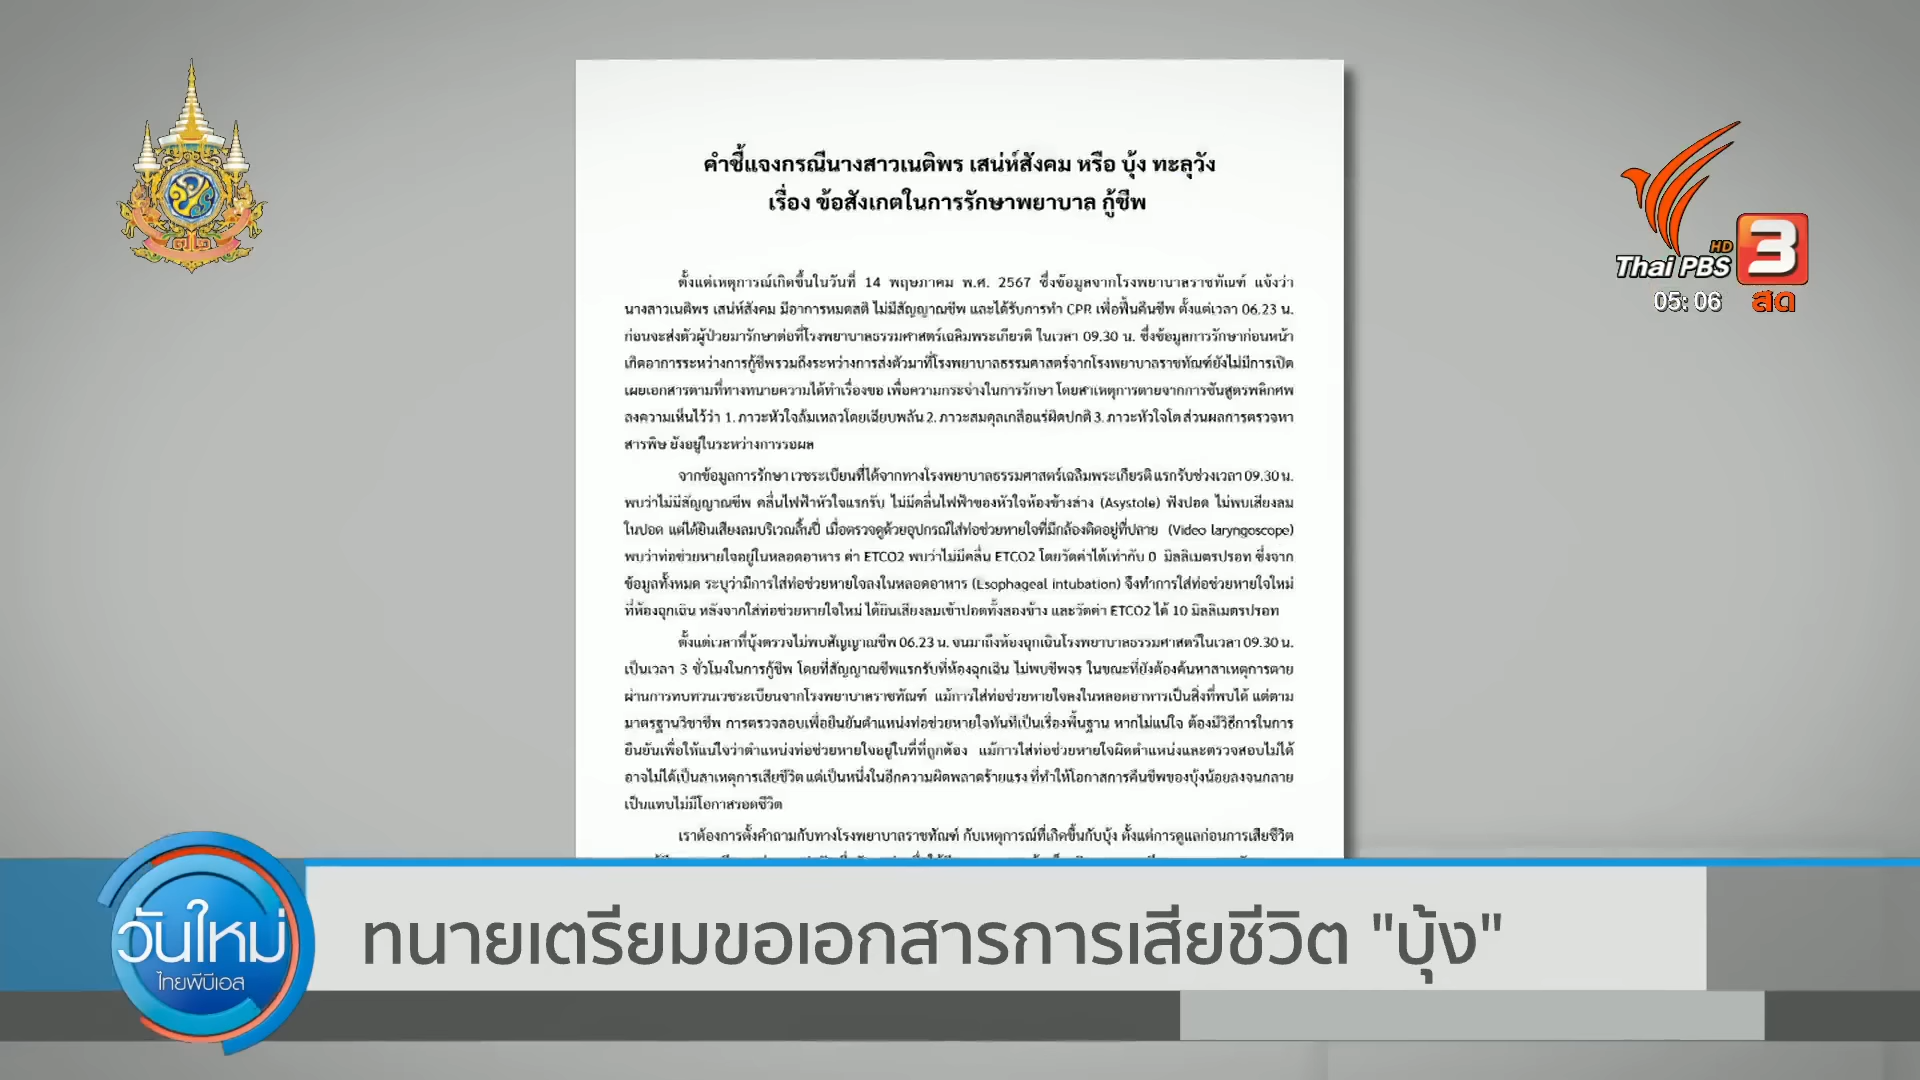 คำชี้แจงกรณีนางสาวเนติพร เสน่ห์สังคม หรือ บุ้ง ทะลุวัง
เรื่อง ข้อสังเกตในการรักษาพยาบาล กู้ชีพ
ตั้งแต่เหตุการณ์เกิดขึ้นในวันที่ 14 พฤษภาคม พ.ศ. 2567 ซึ่งข้อมูลจากโรงพยาบาลราชทัณฑ์ แจ้งว่า
นางสาวเนติพร เสน่ห์สังคม มีอาการหมดสติ ไม่มีสัญญาณชีพ และได้รับการทำ CPR เพื่อฟื้นคืนชีพ ตั้งแต่เวลา 06.23 น.
ก่อนจะส่งตัวผู้ป่วยมารักษาต่อที่โรงพยาบาลธรรมศาสตร์เฉลิมพระเกียรติ ในเวลา 09.30 น. ซึ่งข้อมูลการรักษาก่อนหน้า
เกิดอาการระหว่างการกู้ชีพรวมถึงระหว่างการส่งตัวมาที่โรงพยาบาลธรรมศาสตร์จากโรงพยาบาลราชทัณฑ์ยังไม่มีการเปิด
เผยเอกสารตามที่ทางทนายความได้ทำเรื่องขอ เพื่อความกระจ่างในการรักษา โดยสาเหตุการตายจากการชันสูตรพลิกศพ
ลงความเห็นไว้ว่า 1. ภาวะหัวใจล้มเหลวโดยเฉียบพลัน 2. ภาวะสมดุลเกลือแร่ผิดปกติ 3. ภาวะหัวใจโต ส่วนผลการตรวจหา
สารพิษ ยังอยู่ในระหว่างการรอผล
จากข้อมูลการรักษา เวชระเบียนที่ได้จากทางโรงพยาบาลธรรมศาสตร์เฉลิมพระเกียรติ แรกรับช่วงเวลา 09.30 น.
พบว่าไม่มีสัญญาณชีพ คลื่นไฟฟ้าหัวใจแรกรับ ไม่มีคลื่นไฟฟ้าของหัวใจห้องข้างล่าง (Asystole) ฟังปอด ไม่พบเสียงลม
ในปอด แต่ได้ยินเสียงลมบริเวณลิ้นปี่ เมื่อตรวจดูด้วยอุปกรณ์ใส่ท่อช่วยหายใจที่มีกล้องติดอยู่ที่ปลาย (Video laryngoscope)
พบว่าท่อช่วยหายใจอยู่ในหลอดอาหาร ค่า ETCO2 พบว่าไม่มีคลื่น ETCO2 โดยวัดค่าได้เท่ากับ 0 มิลลิเมตรปรอท ซึ่งจาก
ข้อมูลทั้งหมด ระบุว่ามีการใส่ท่อช่วยหายใจลงในหลอดอาหาร (Esophageal intubation) จึงทำการใส่ท่อช่วยหายใจใหม่
ที่ห้องฉุกเฉิน หลังจากใส่ท่อช่วยหายใจใหม่ ได้ยินเสียงลมเข้าปอดทั้งสองข้าง และวัดค่า ETCO2 ได้ 10 มิลลิเมตรปรอท
ตั้งแต่เวลาที่บุ้งตรวจไม่พบสัญญาณชีพ 06.23 น. จนมาถึงห้องฉุกเฉินโรงพยาบาลธรรมศาสตร์ในเวลา 09.30 น.
เป็นเวลา 3 ชั่วโมงในการกู้ชีพ โดยที่สัญญาณชีพแรกรับที่ห้องฉุกเฉิน ไม่พบชีพจร ในขณะที่ยังต้องค้นหาสาเหตุการตาย
ผ่านการทบทวนเวชระเบียนจากโรงพยาบาลราชทัณฑ์ แม้การใส่ท่อช่วยหายใจลงในหลอดอาหารเป็นสิ่งที่พบได้ แต่ตาม
มาตรฐานวิชาชีพ การตรวจสอบเพื่อยืนยันตำแหน่งท่อช่วยหายใจทันทีเป็นเรื่องพื้นฐาน หากไม่แน่ใจ ต้องมีวิธีการในการ
ยืนยันเพื่อให้แน่ใจว่าตำแหน่งท่อช่วยหายใจอยู่ในที่ที่ถูกต้อง แม้การใส่ท่อช่วยหายใจผิดตำแหน่งและตรวจสอบไม่ได้
อาจไม่ได้เป็นสาเหตุการเสียชีวิต แต่เป็นหนึ่งในอีกความผิดพลาดร้ายแรง ที่ทำให้โอกาสการคืนชีพของบุ้งน้อยลงจนกลาย
เป็นแทบไม่มีโอกาสรอดชีวิต
เราต้องการตั้งคำถามกับทางโรงพยาบาลราชทัณฑ์ กับเหตุการณ์ที่เกิดขึ้นกับบุ้ง ตั้งแต่การดูแลก่อนการเสียชีวิต
HD
Thai PBS 3
05:06 สด
๗๒
วันใหม่
ไทยพีบีเอส
ทนายเตรียมขอเอกสารการเสียชีวิต "บุ้ง"